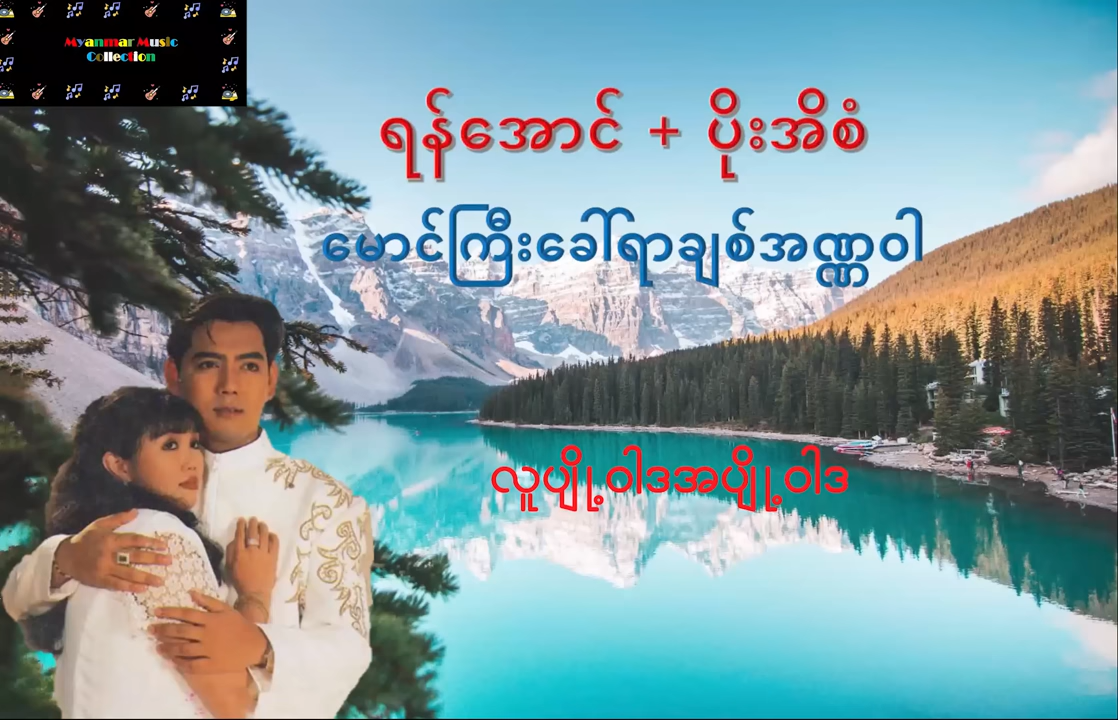 Myanmar Music
Collection
ရန်အောင် + ပိုးအိစံ
မောင်ကြီးခေါ်ရာချစ်အဏ္ဏဝါ
လူပျို့ဝါဒအပျို့ဝါဒ